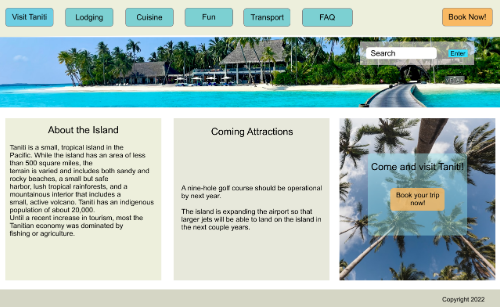 Visit Taniti
Lodging
Cuisine
Fun
Transport
FAQ
Book Now!
Search
Enter
About the Island
Taniti is a small, tropical island in the
Pacific. While the island has an area of less
than 500 square miles, the
terrain is varied and includes both sandy and
rocky beaches, a small but safe
harbor, lush tropical rainforests, and a
mountainous interior that includes a
small, active volcano. Taniti has an indigenous
population of about 20,000.
Until a recent increase in tourism, most the
Tanitian economy was dominated by
fishing or agriculture.
Coming Attractions
A nine-hole golf course should be operational
by next year.
The island is expanding the airport so that
larger jets will be able to land on the island in
the next couple years.
Come and visit Taniti!
Book your trip
now!
Copyright 2022